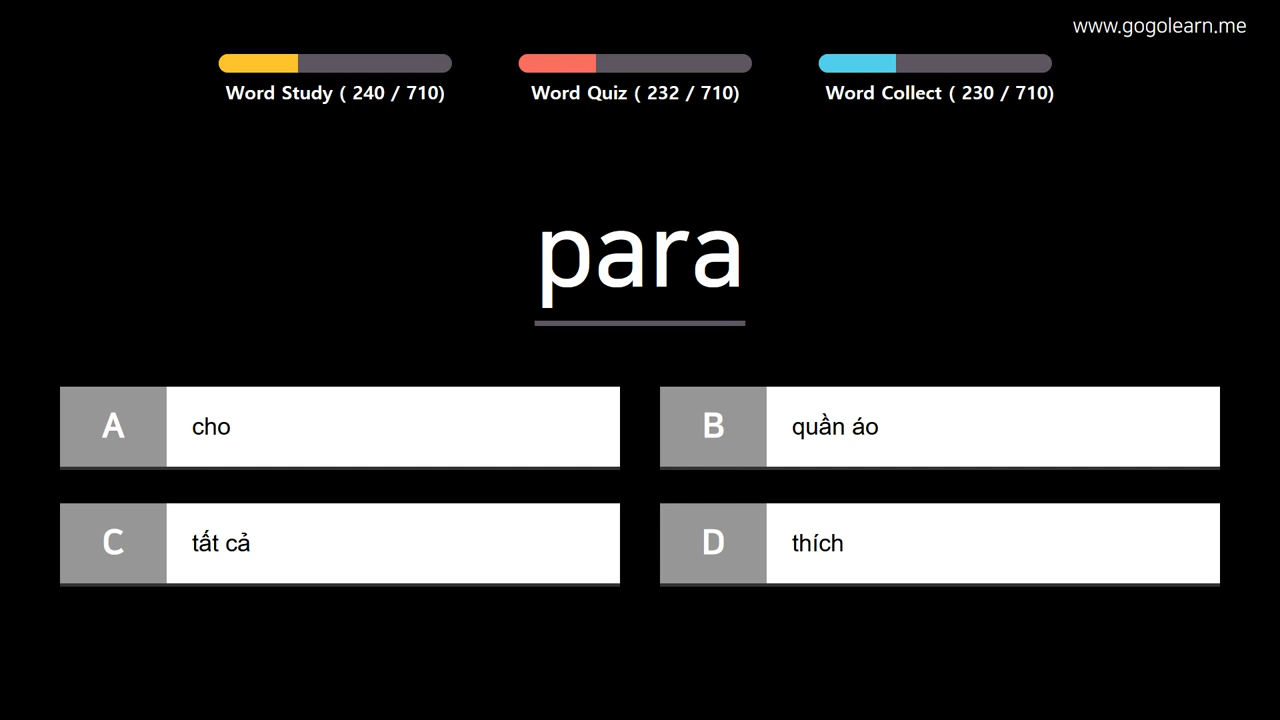 www.gogolearn.me
Word Study ( 240 / 710)
Word Quiz ( 232 / 710)
Word Collect ( 230 / 710)
para
A cho
B quần áo
C tất cả
D thích